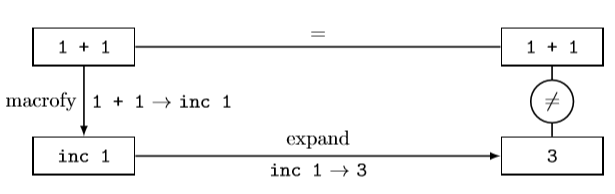 =
1 + 1
1 + 1
macrofy 1 + 1 → inc 1
≠
expand
inc 1
inc 1 → 3
3